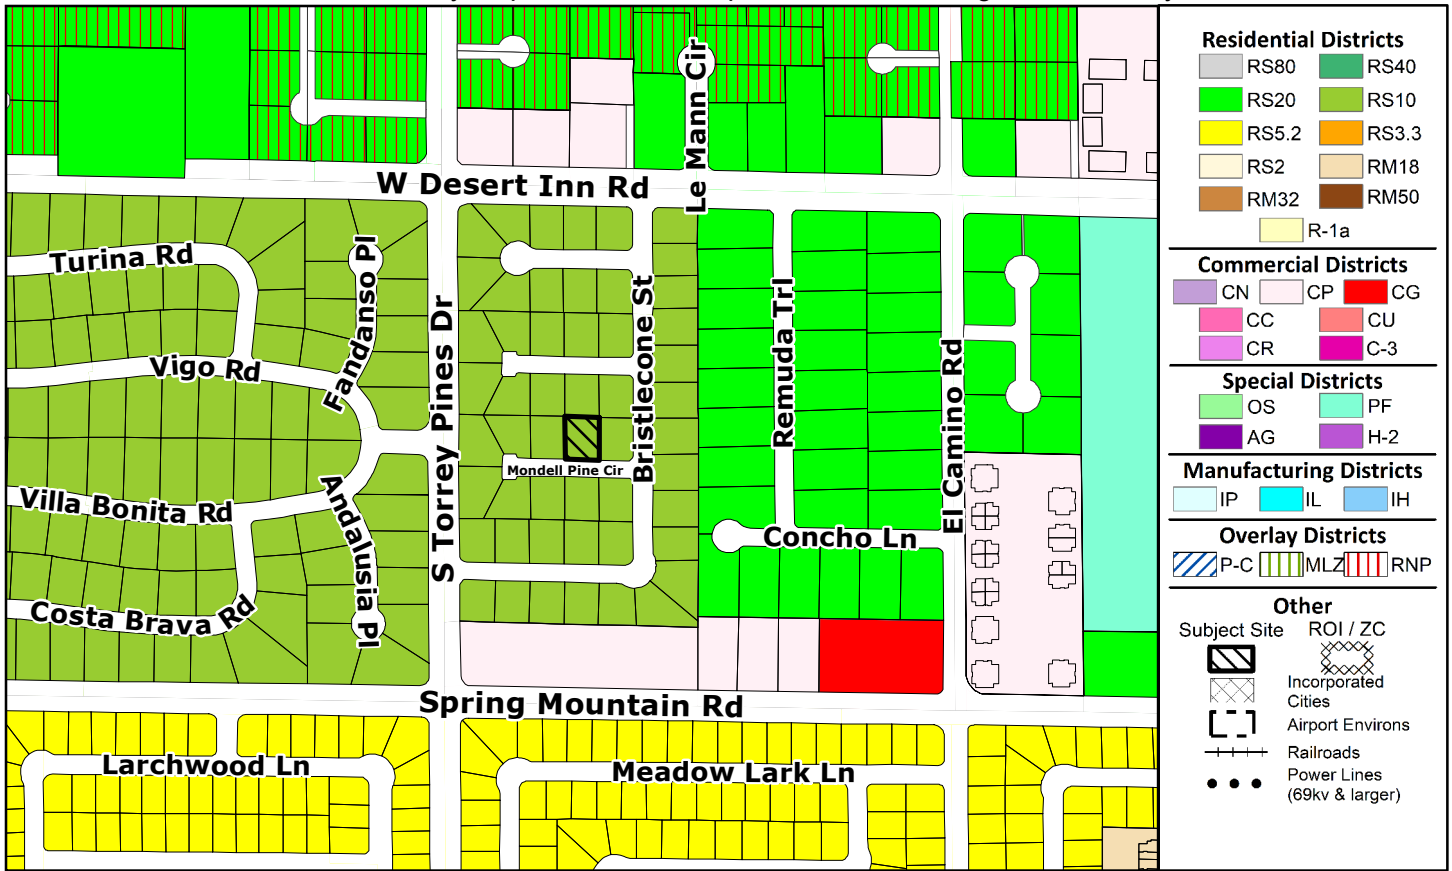 Le Mann Cir
W Desert Inn Rd
Turina Rd
Fandanso Pl
Vigo Rd
S Torrey Pines Dr
Bristlecone St
Remuda Trl
El Camino Rd
Mondell Pine Cir
Villa Bonita Rd
Andalusia Pl
Concho Ln
Costa Brava Rd
Spring Mountain Rd
Larchwood Ln
Meadow Lark Ln
Residential Districts
RS80 RS40
RS20 RS10
RS5.2 RS3.3
RS2 RM18
RM32 RM50
R-1a
Commercial Districts
CN CP CG
CC CU
CR C-3
Special Districts
OS PF
AG H-2
Manufacturing Districts
IP IL IH
Overlay Districts
P-C MLZ RNP
Other
Subject Site ROI / ZC
Incorporated
Cities
Airport Environs
Railroads
Power Lines
(69kv & larger)